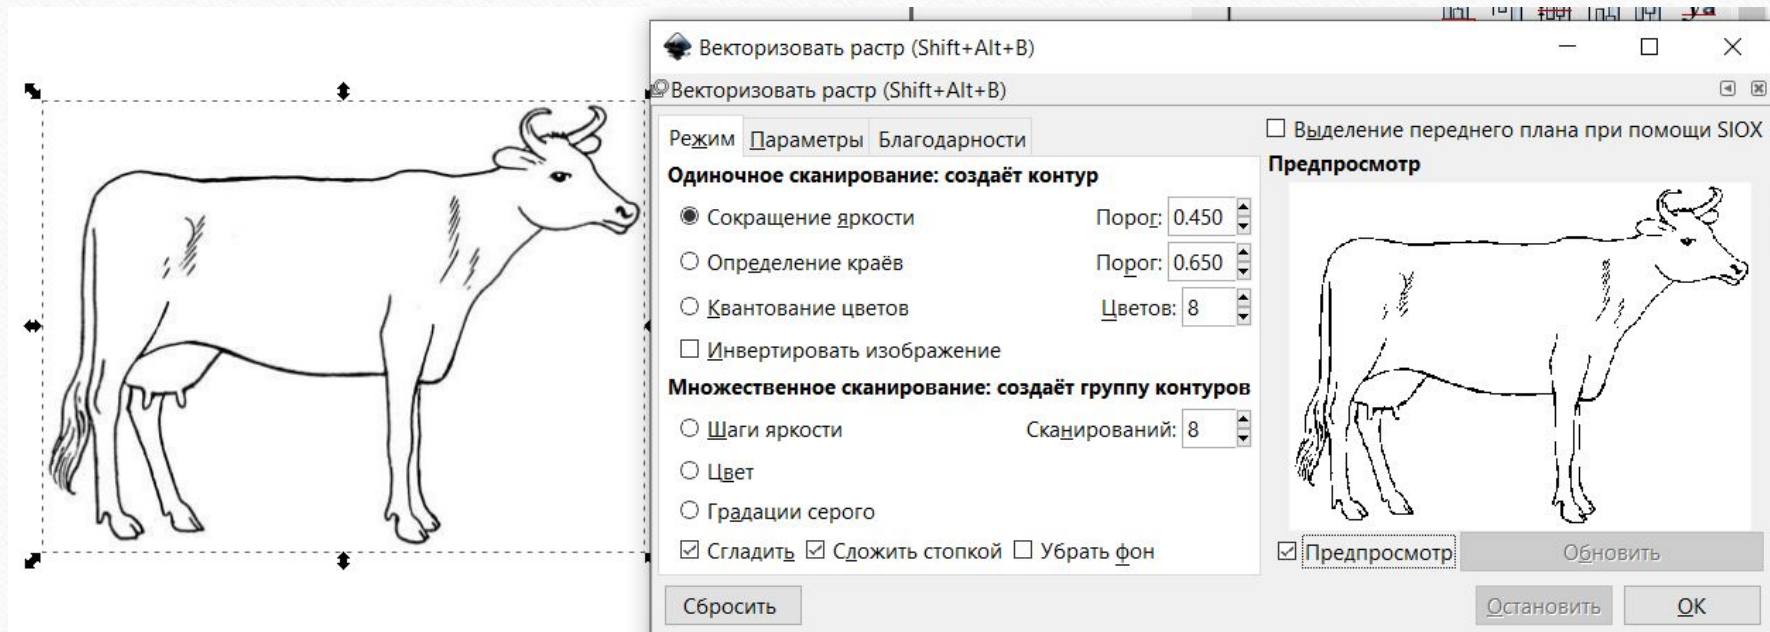 Векторизовать растр (Shift+Alt+B)
Векторизовать растр (Shift+Alt+B)
Режим Параметры Благодарности
Выделение переднего плана при помощи SIOX
Одиночное сканирование: создаёт контур
Предпросмотр
Сокращение яркости Порог: 0.450
Определение краёв Порог: 0.650
Квантование цветов Цветов: 8
Инвертировать изображение
Множественное сканирование: создаёт группу контуров
Шаги яркости Сканирований: 8
Цвет
Градации серого
Сгладить Сложить стопкой Убрать фон
Предпросмотр Обновить
Сбросить Остановить OK